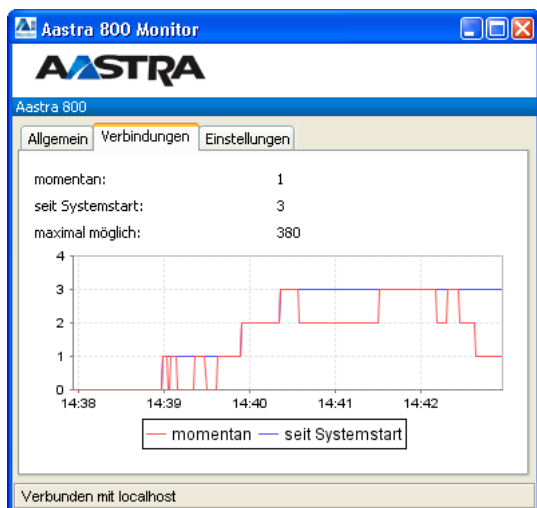 Aastra 800 Monitor
AASTRA
Aastra 800
Allgemein Verbindungen Einstellungen
momentan: 1
seit Systemstart: 3
maximal möglich: 380
4
3
2
1
0
14:38 14:39 14:40 14:41 14:42
momentan seit Systemstart
Verbunden mit localhost